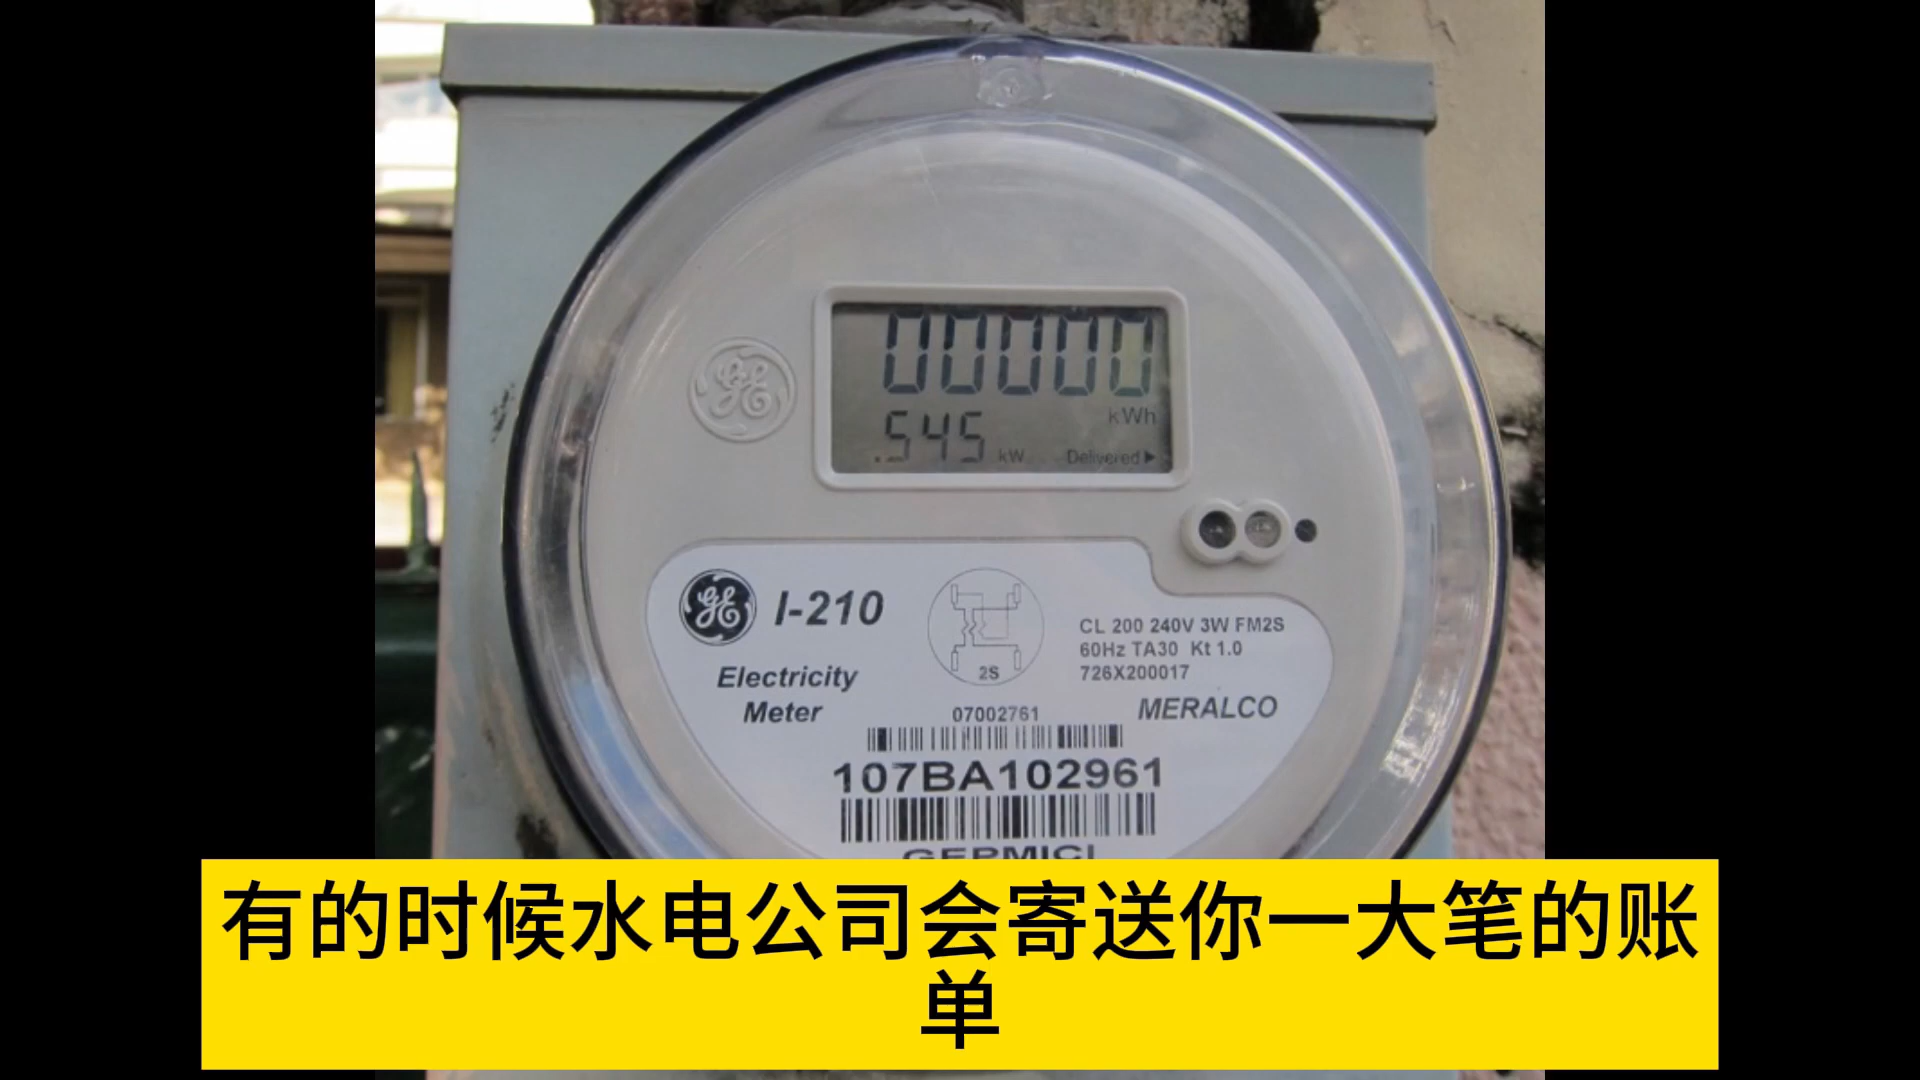 00000
kWh
.545 kW Delivered
GE
GE I-210
Electricity
Meter
2S
CL 200 240V 3W FM2S
60Hz TA30 Kt 1.0
726X200017
07002761
MERALCO
107BA102961
有的时候水电公司会寄送你一大笔的账
单